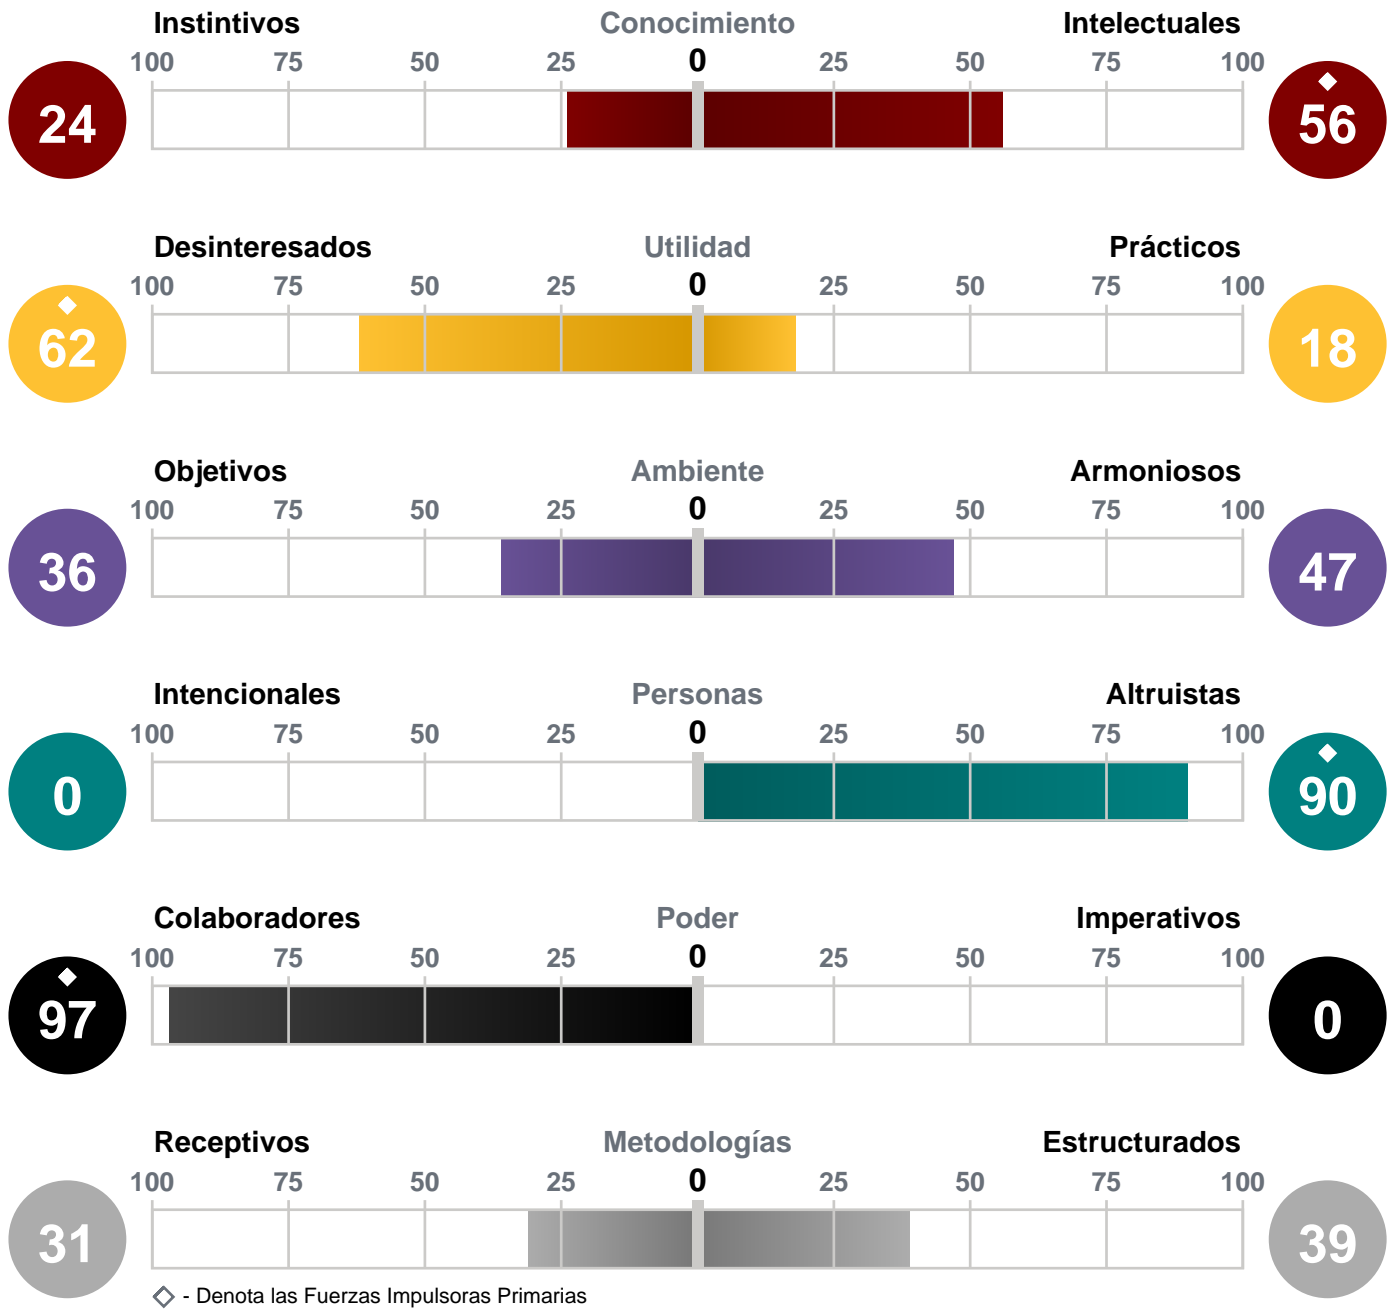 Instintivos Conocimiento Intelectuales
100 75 50 25 0 25 50 75 100
24 56
Desinteresados Utilidad Prácticos
100 75 50 25 0 25 50 75 100
62 18
Objetivos Ambiente Armoniosos
100 75 50 25 0 25 50 75 100
36 47
Intencionales Personas Altruistas
100 75 50 25 0 25 50 75 100
0 90
Colaboradores Poder Imperativos
100 75 50 25 0 25 50 75 100
97 0
Receptivos Metodologías Estructurados
100 75 50 25 0 25 50 75 100
31 39
- Denota las Fuerzas Impulsoras Primarias